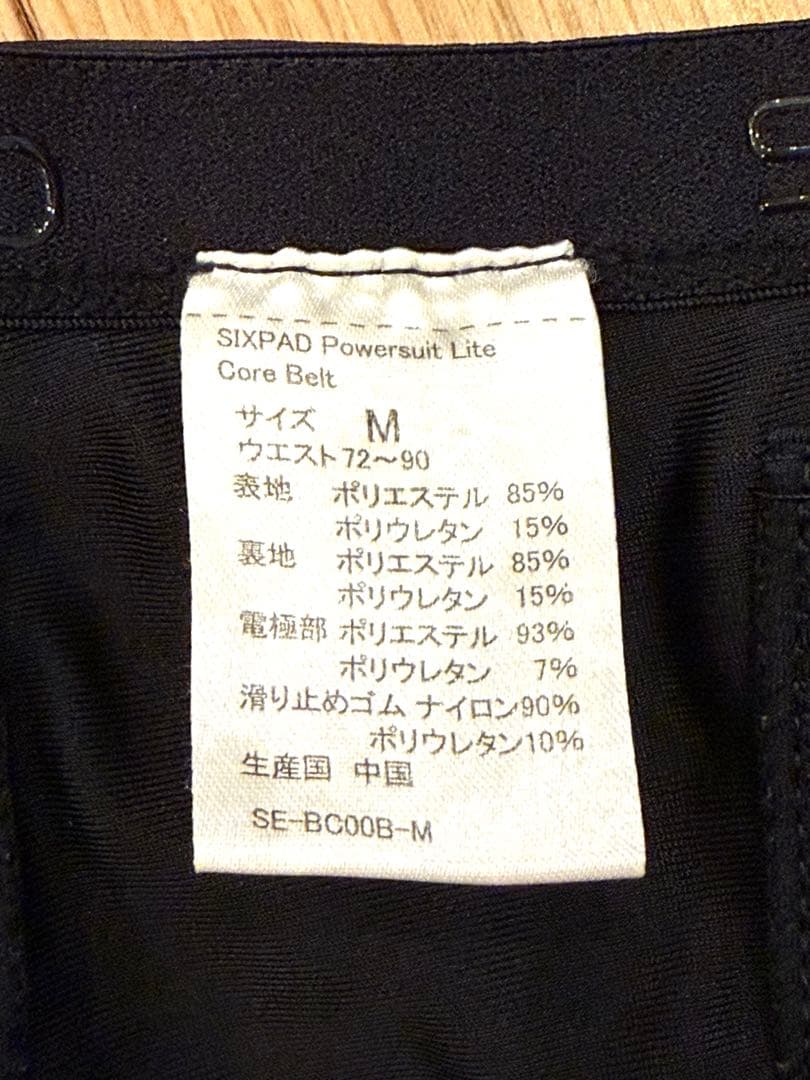 SIXPAD Powersuit Lite
Core Belt
サイズ M
ウエスト72～90
表地 ポリエステル 85%
ポリウレタン 15%
裏地 ポリエステル 85%
ポリウレタン 15%
電極部 ポリエステル 93%
ポリウレタン 7%
滑り止めゴム ナイロン90%
ポリウレタン10%
生産国 中国
SE-BC00B-M